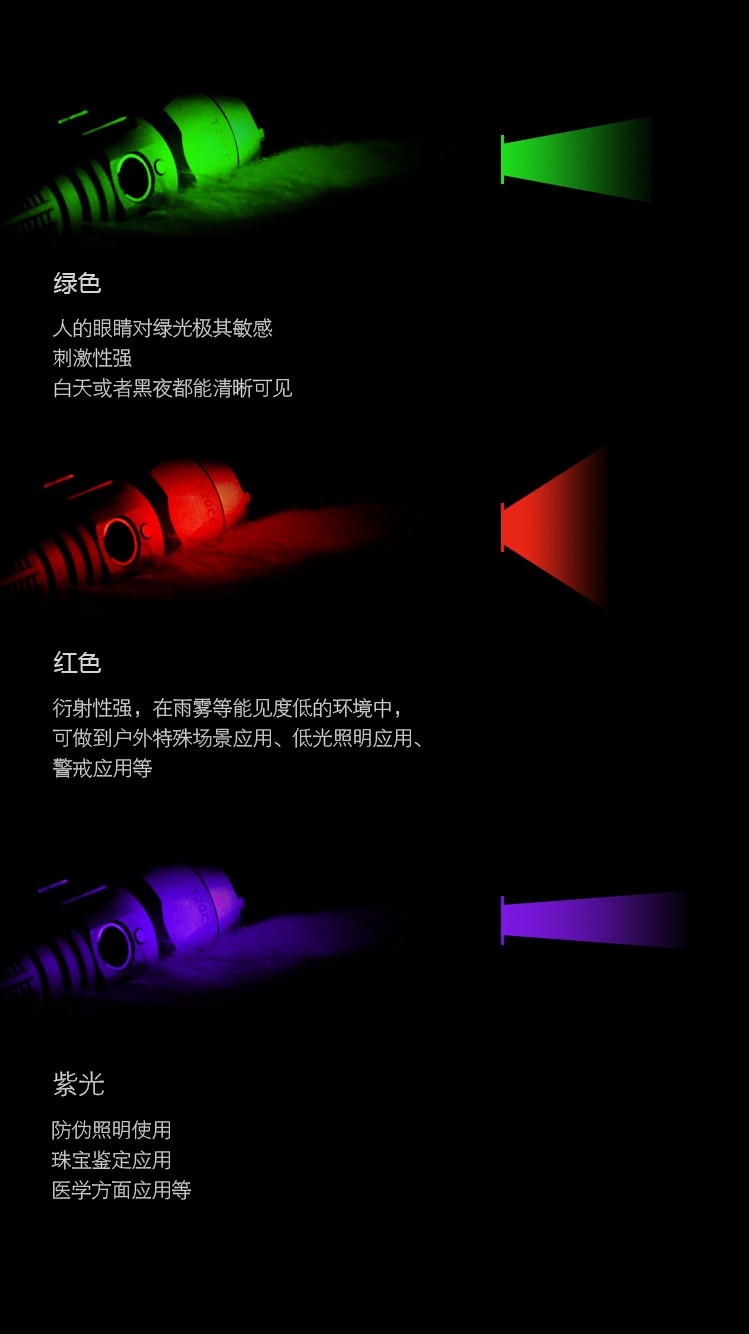 绿色
人的眼睛对绿光极其敏感
刺激性强
白天或者黑夜都能清晰可见
红色
衍射性强，在雨雾等能见度低的环境中，
可做到户外特殊场景应用、低光照明应用、
警戒应用等
紫光
防伪照明使用
珠宝鉴定应用
医学方面应用等